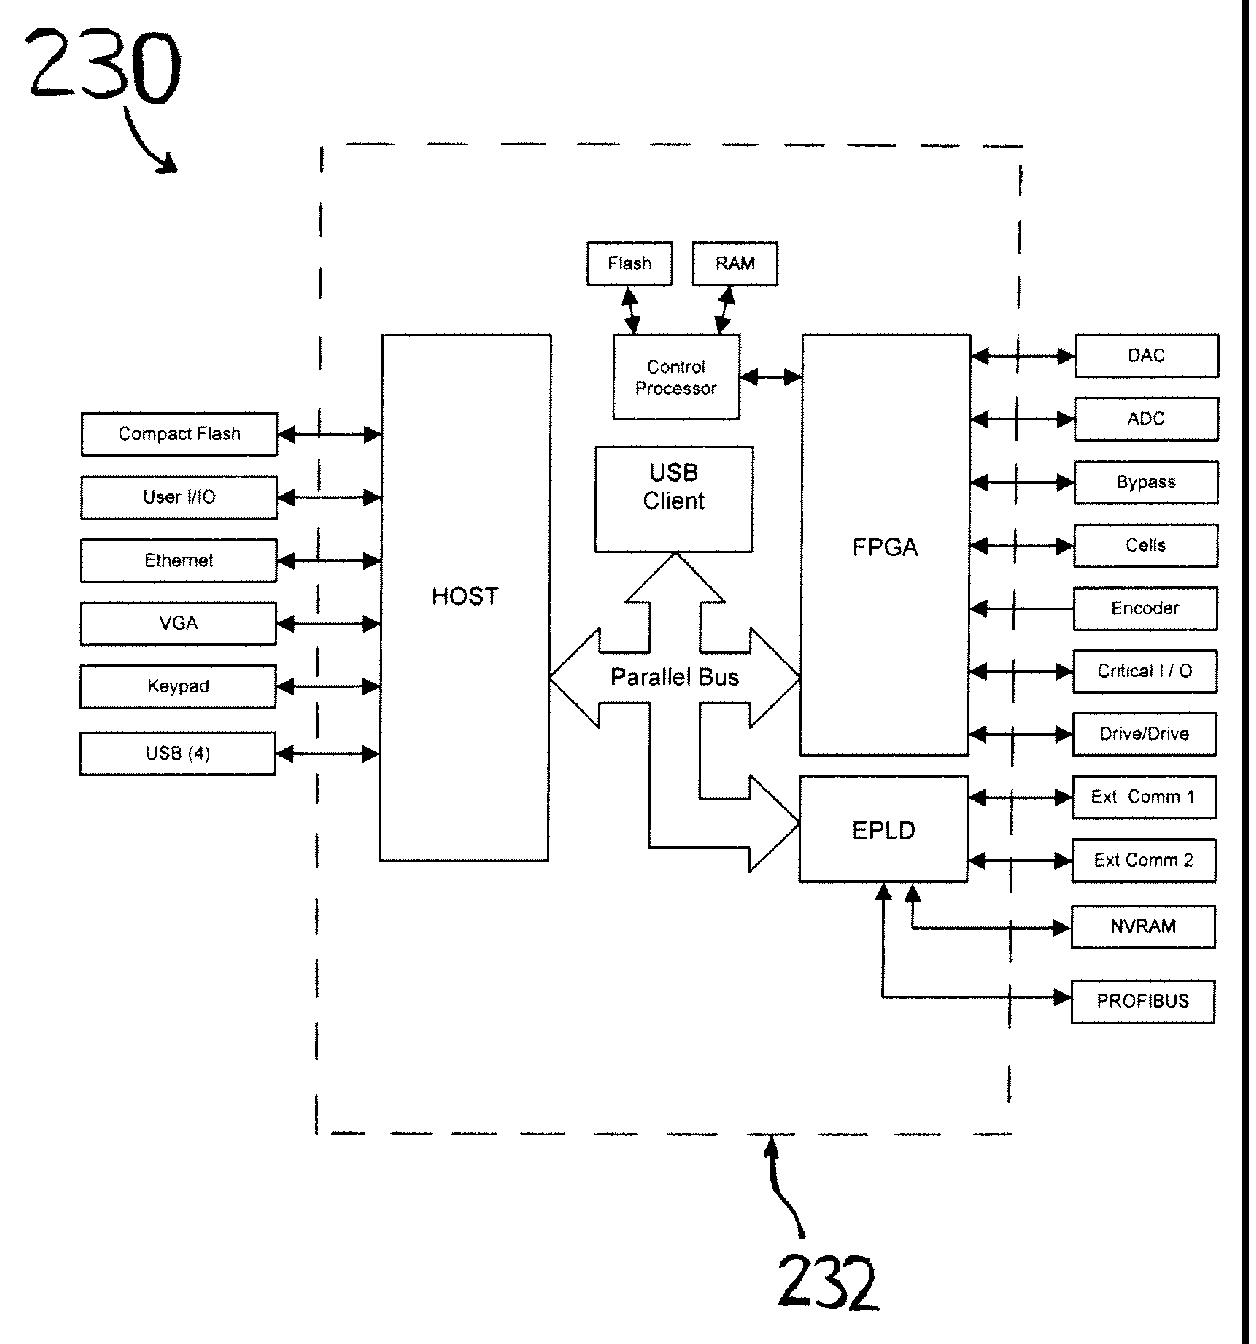 230
Flash
RAM
Control
Processor
USB
Client
HOST
FPGA
Parallel Bus
EPLD
Compact Flash
User I/IO
Ethernet
VGA
Keypad
USB (4)
DAC
ADC
Bypass
Cells
Encoder
Critical I / O
Drive/Drive
Ext Comm 1
Ext Comm 2
NVRAM
PROFIBUS
232